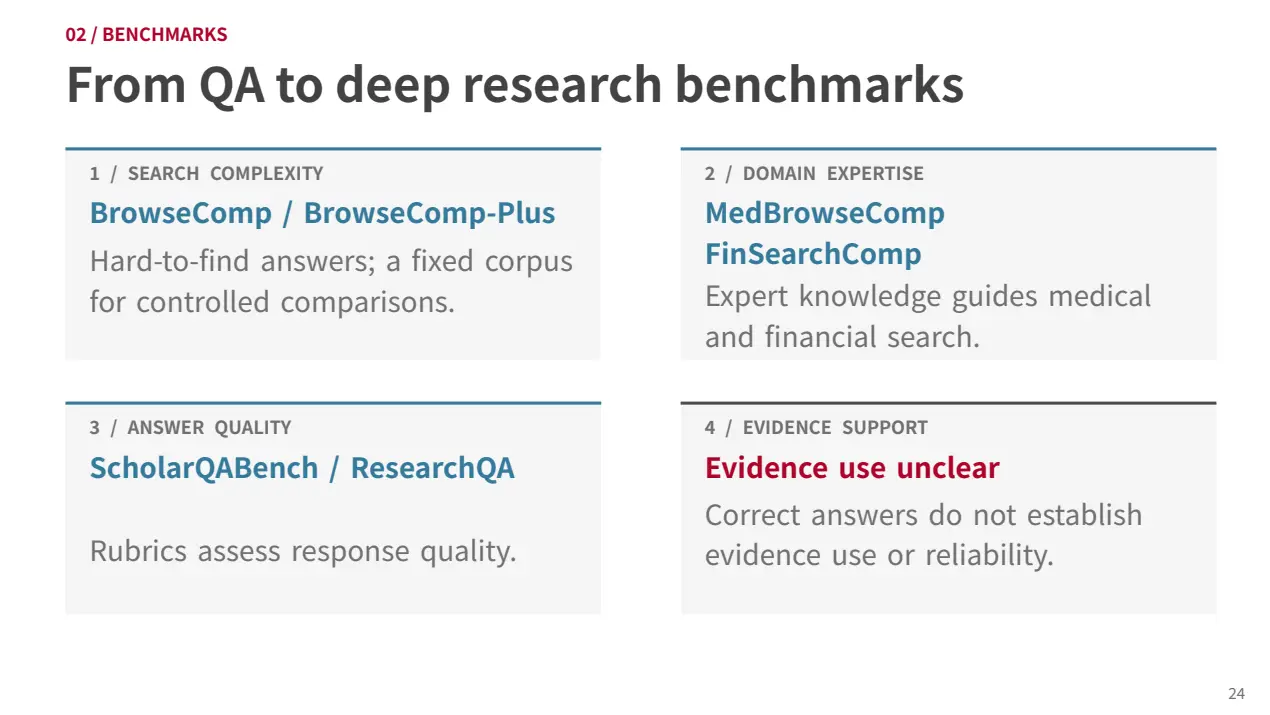 02 / BENCHMARKS
From QA to deep research benchmarks
1 / SEARCH COMPLEXITY
BrowseComp / BrowseComp-Plus
Hard-to-find answers; a fixed corpus
for controlled comparisons.
2 / DOMAIN EXPERTISE
MedBrowseComp
FinSearchComp
Expert knowledge guides medical
and financial search.
3 / ANSWER QUALITY
ScholarQABench / ResearchQA
Rubrics assess response quality.
4 / EVIDENCE SUPPORT
Evidence use unclear
Correct answers do not establish
evidence use or reliability.
24